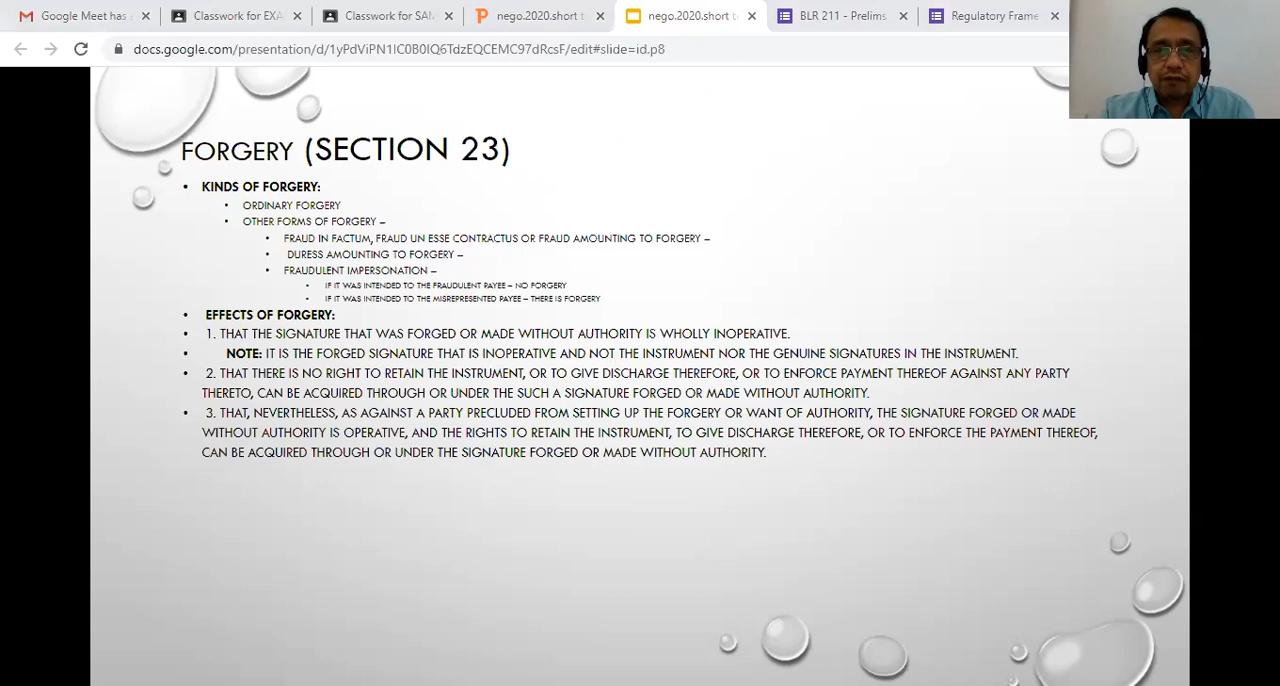 Google Meet has
Classwork for EXA
Classwork for SAM
nego.2020.short t
nego.2020.short t
BLR 211 - Prelims
Regulatory Frame
docs.google.com/presentation/d/1yPdViPN1lC0B0IQ6TdzEQCEMC97dRcsF/edit#slide=id.p8
FORGERY (SECTION 23)
• KINDS OF FORGERY:
• ORDINARY FORGERY
• OTHER FORMS OF FORGERY –
• FRAUD IN FACTUM, FRAUD UN ESSE CONTRACTUS OR FRAUD AMOUNTING TO FORGERY –
• DURESS AMOUNTING TO FORGERY –
• FRAUDULENT IMPERSONATION –
• IF IT WAS INTENDED TO THE FRAUDULENT PAYEE – NO FORGERY
• IF IT WAS INTENDED TO THE MISREPRESENTED PAYEE – THERE IS FORGERY
• EFFECTS OF FORGERY:
• 1. THAT THE SIGNATURE THAT WAS FORGED OR MADE WITHOUT AUTHORITY IS WHOLLY INOPERATIVE.
• NOTE: IT IS THE FORGED SIGNATURE THAT IS INOPERATIVE AND NOT THE INSTRUMENT NOR THE GENUINE SIGNATURES IN THE INSTRUMENT.
• 2. THAT THERE IS NO RIGHT TO RETAIN THE INSTRUMENT, OR TO GIVE DISCHARGE THEREFORE, OR TO ENFORCE PAYMENT THEREOF AGAINST ANY PARTY
THERETO, CAN BE ACQUIRED THROUGH OR UNDER THE SUCH A SIGNATURE FORGED OR MADE WITHOUT AUTHORITY.
• 3. THAT, NEVERTHELESS, AS AGAINST A PARTY PRECLUDED FROM SETTING UP THE FORGERY OR WANT OF AUTHORITY, THE SIGNATURE FORGED OR MADE
WITHOUT AUTHORITY IS OPERATIVE, AND THE RIGHTS TO RETAIN THE INSTRUMENT, TO GIVE DISCHARGE THEREFORE, OR TO ENFORCE THE PAYMENT THEREOF,
CAN BE ACQUIRED THROUGH OR UNDER THE SIGNATURE FORGED OR MADE WITHOUT AUTHORITY.